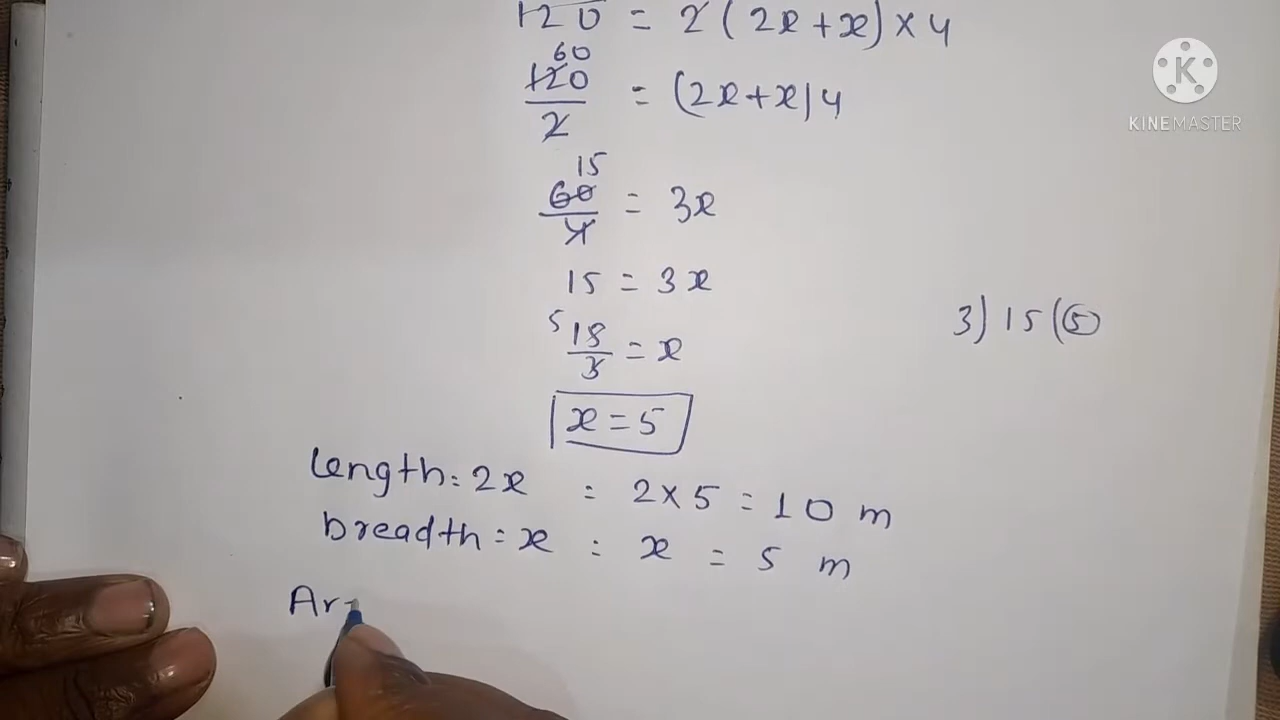 120 = 2(2x+x)×4
60
120/2 = (2x+x)4
15
60/4 = 3x
15 = 3x
3) 15 (5
5
15/3 = x
x = 5
length = 2x = 2×5 = 10 m
breadth = x = x = 5 m
Ar
K
KINEMASTER